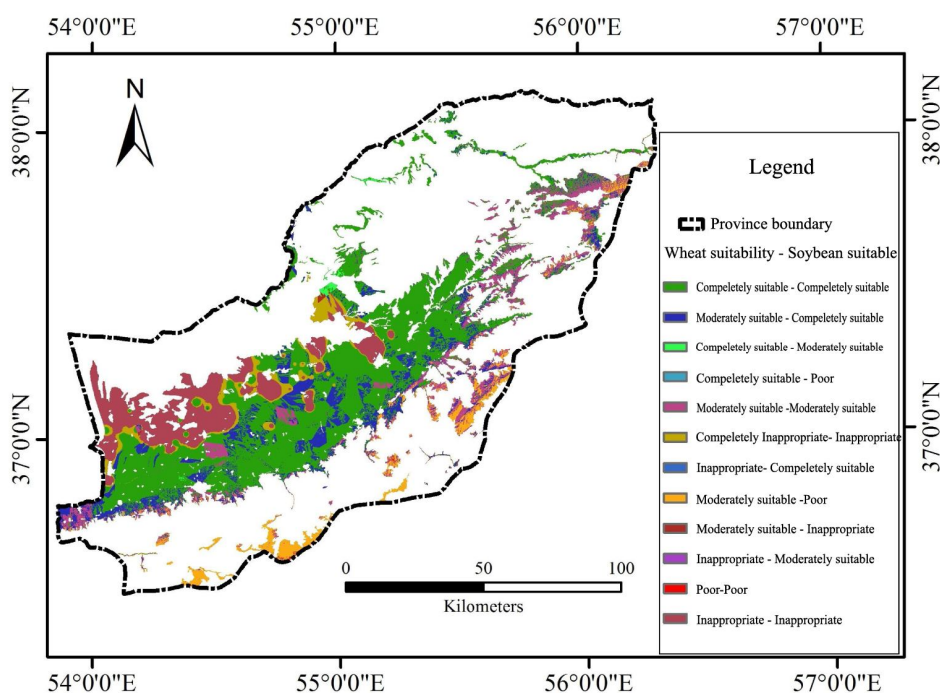 54°0'0"E 55°0'0"E 56°0'0"E 57°0'0"E
N
38°0'0"N
38°0'0"N
Legend
Province boundary
Wheat suitability - Soybean suitable
Compeletely suitable - Compeletely suitable
Moderately suitable - Compeletely suitable
Compeletely suitable - Moderately suitable
Compeletely suitable - Poor
Moderately suitable -Moderately suitable
Completely Inappropriate- Inappropriate
Inappropriate- Compeletely suitable
Moderately suitable -Poor
Moderately suitable - Inappropriate
Inappropriate - Moderately suitable
Poor-Poor
Inappropriate - Inappropriate
37°0'0"N
37°0'0"N
0 50 100
Kilometers
54°0'0"E 55°0'0"E 56°0'0"E 57°0'0"E